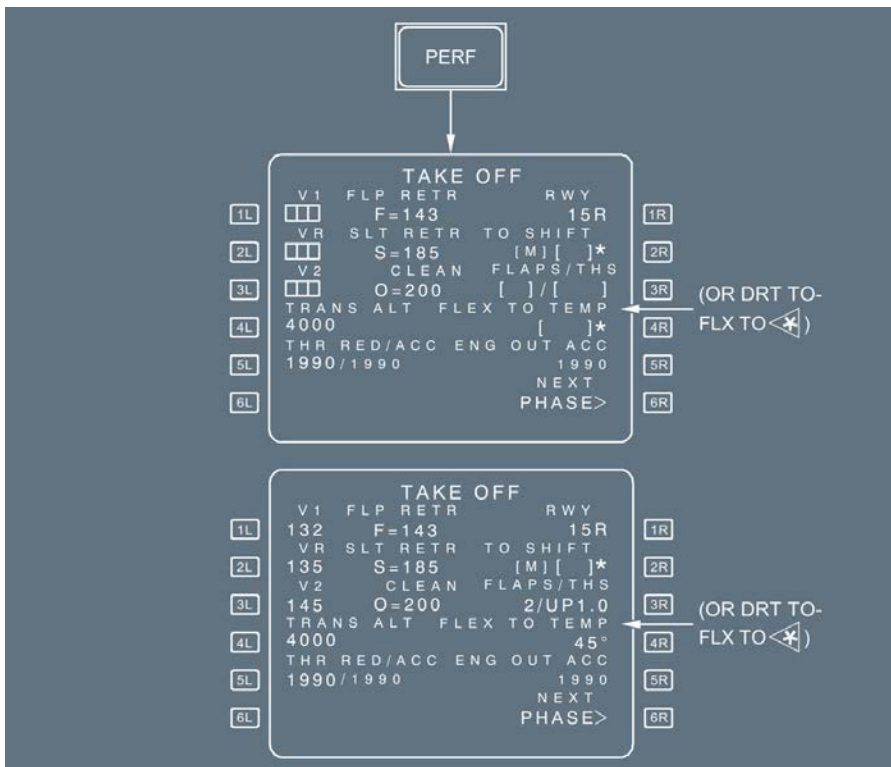 PERF
TAKE OFF
V1 FLP RETR RWY
1L F=143 15R 1R
VR SLT RETR TO SHIFT
2L S=185 [M][ ]* 2R
V2 CLEAN FLAPS/THS
3L O=200 [ ]/[ ] 3R
TRANS ALT FLEX TO TEMP
4L 4000 [ ]* 4R
(OR DRT TO-
FLX TO * )
THR RED/ACC ENG OUT ACC
5L 1990/1990 1990 5R
NEXT
6L PHASE> 6R
TAKE OFF
V1 FLP RETR RWY
1L 132 F=143 15R 1R
VR SLT RETR TO SHIFT
2L 135 S=185 [M][ ]* 2R
V2 CLEAN FLAPS/THS
3L 145 O=200 2/UP1.0 3R
TRANS ALT FLEX TO TEMP
4L 4000 45° 4R
(OR DRT TO-
FLX TO * )
THR RED/ACC ENG OUT ACC
5L 1990/1990 1990 5R
NEXT
6L PHASE> 6R